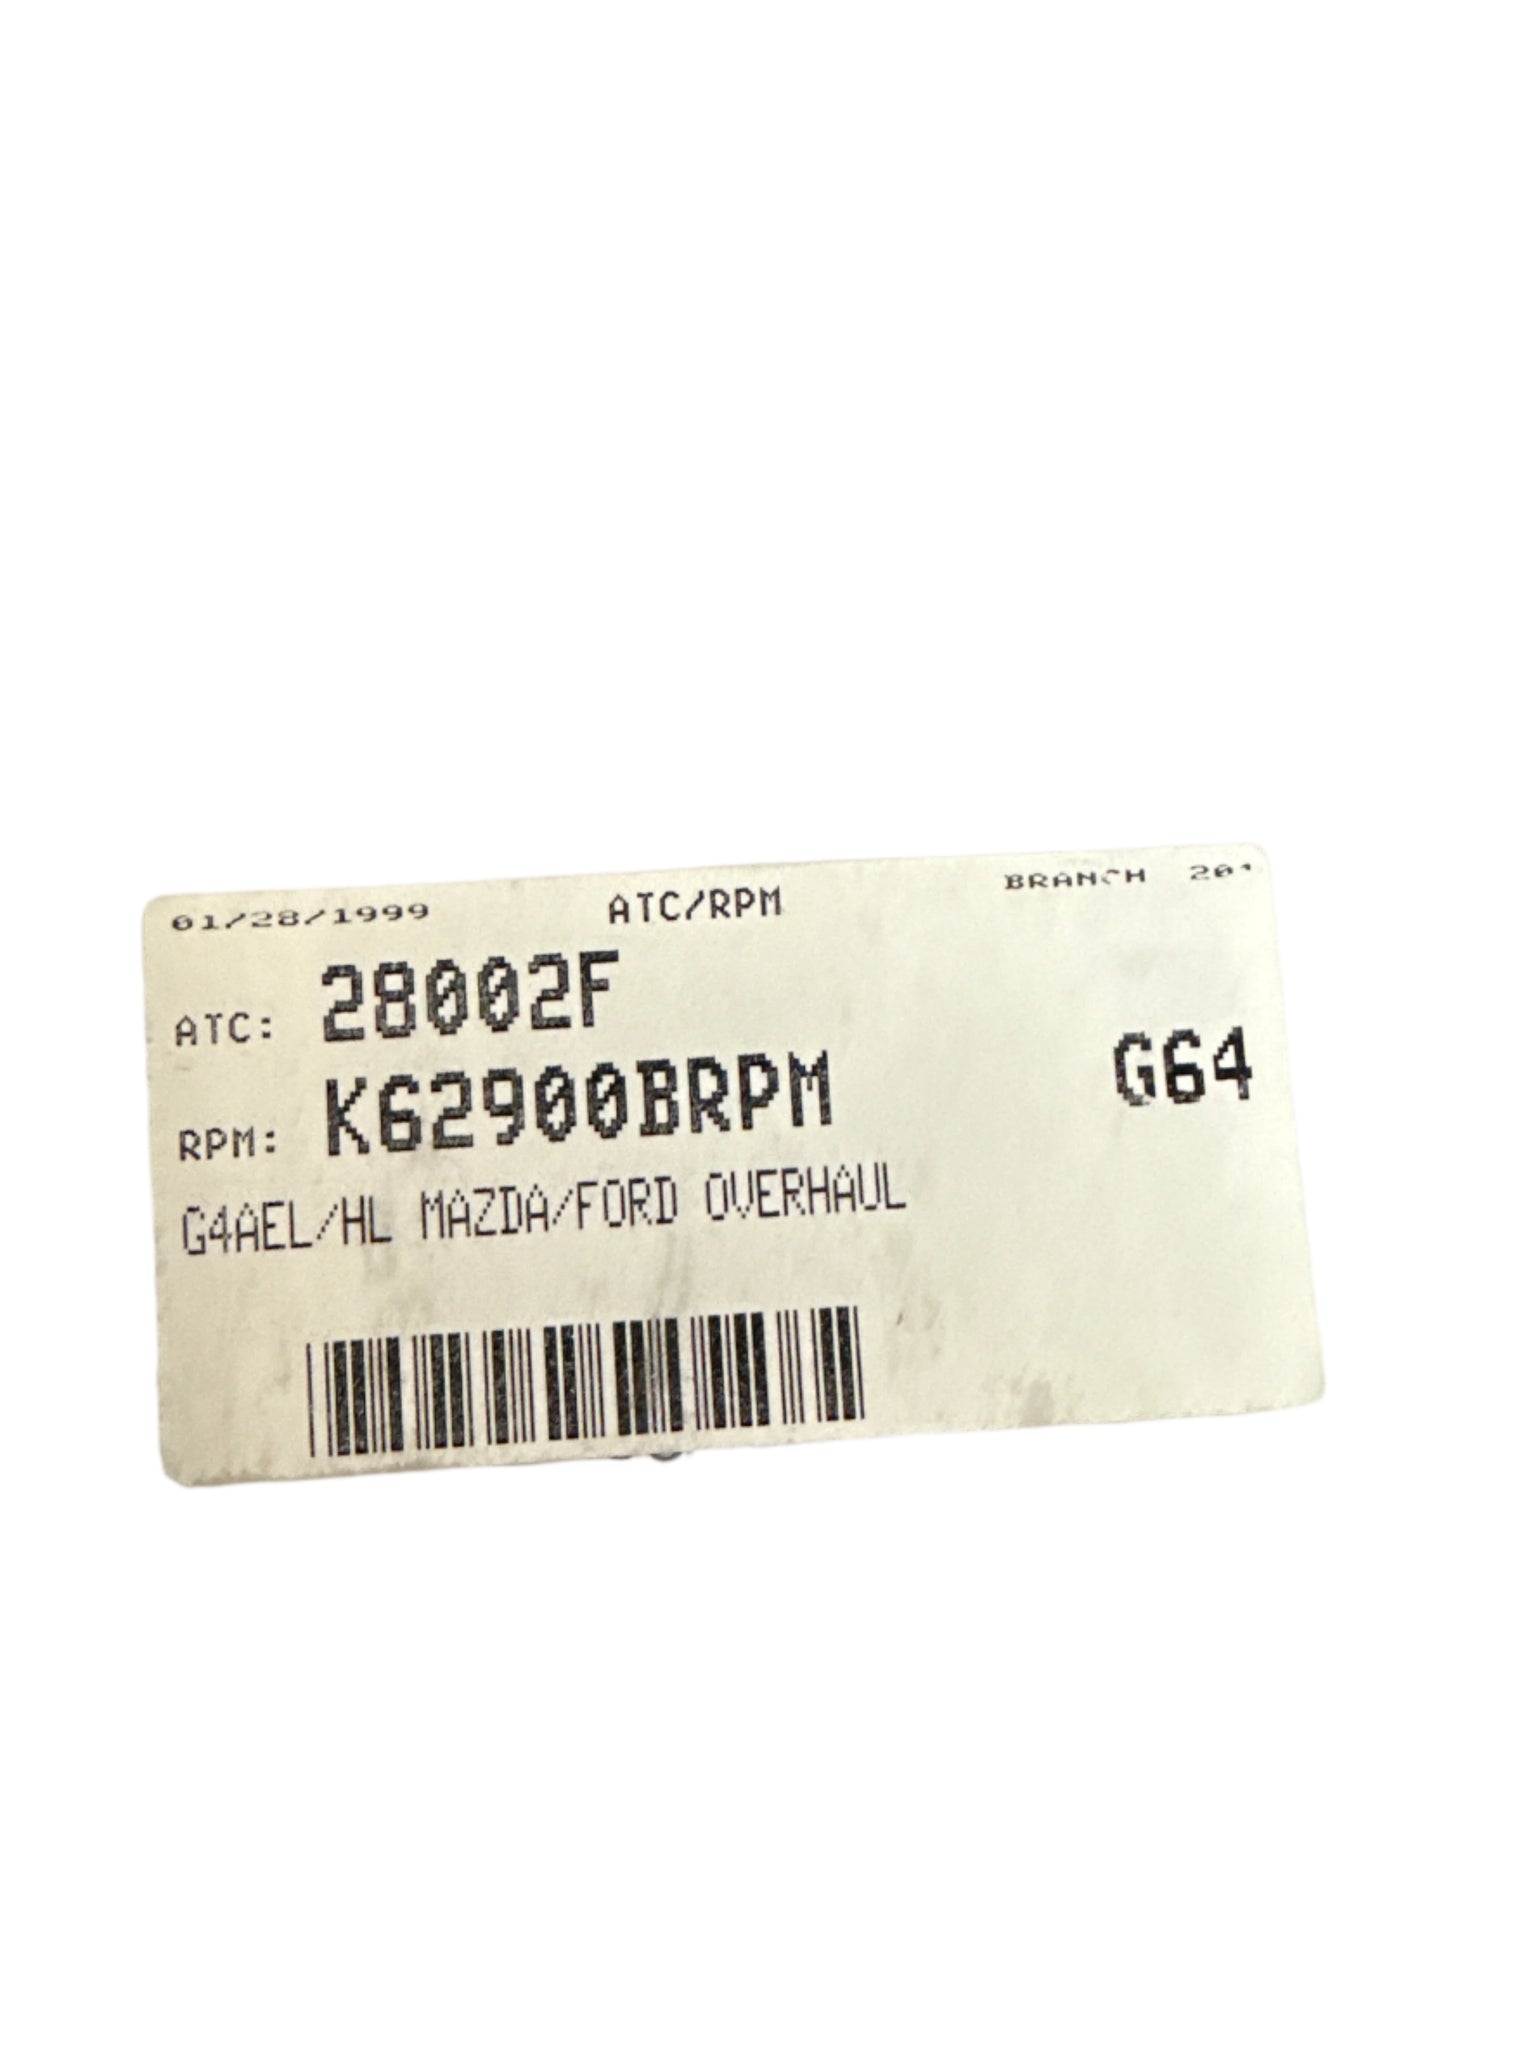 01/28/1999 ATC/RPM BRANCH
ATC: 28002F
RPM: K62900BRPM G64
G4AEL/HL MAZDA/FORD OVERHAUL